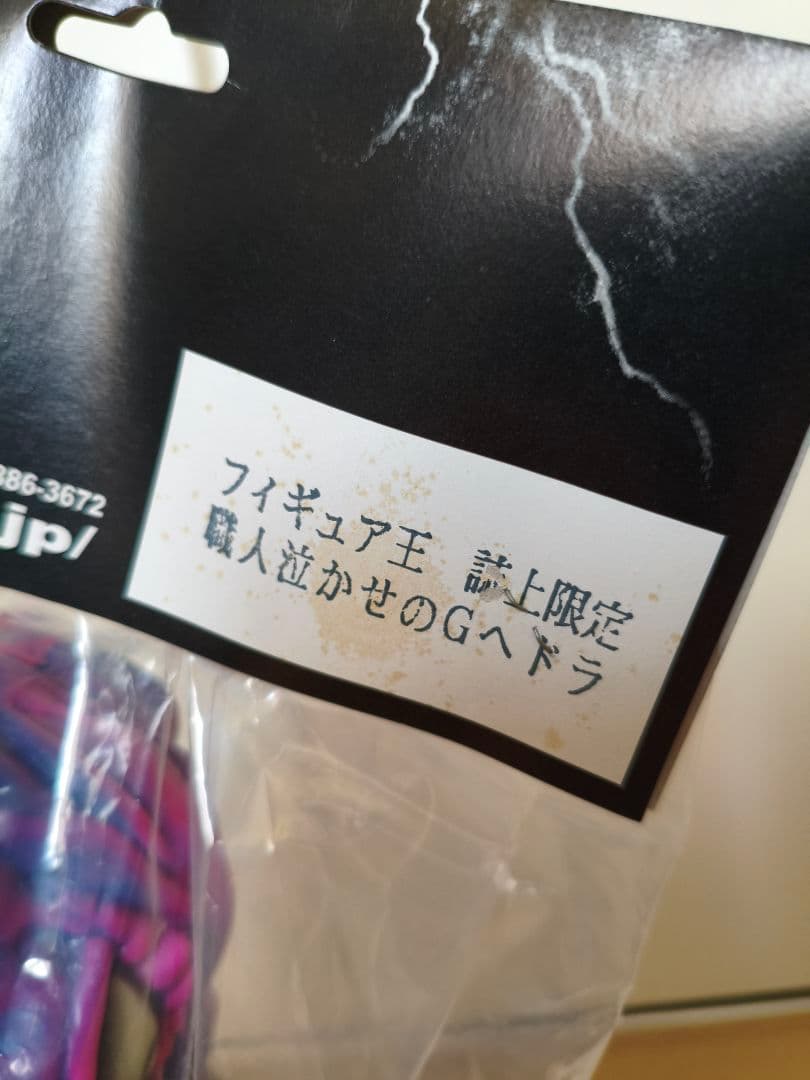 886-3672
.jp/
フィギュア王　誌上限定
職人泣かせのGヘドラ